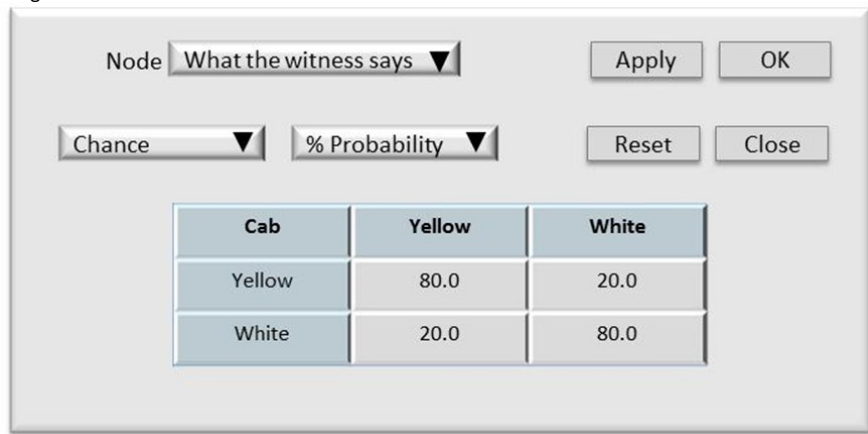 Node What the witness says ▼ Apply OK
Chance ▼ % Probability ▼ Reset Close
Cab Yellow White
Yellow 80.0 20.0
White 20.0 80.0